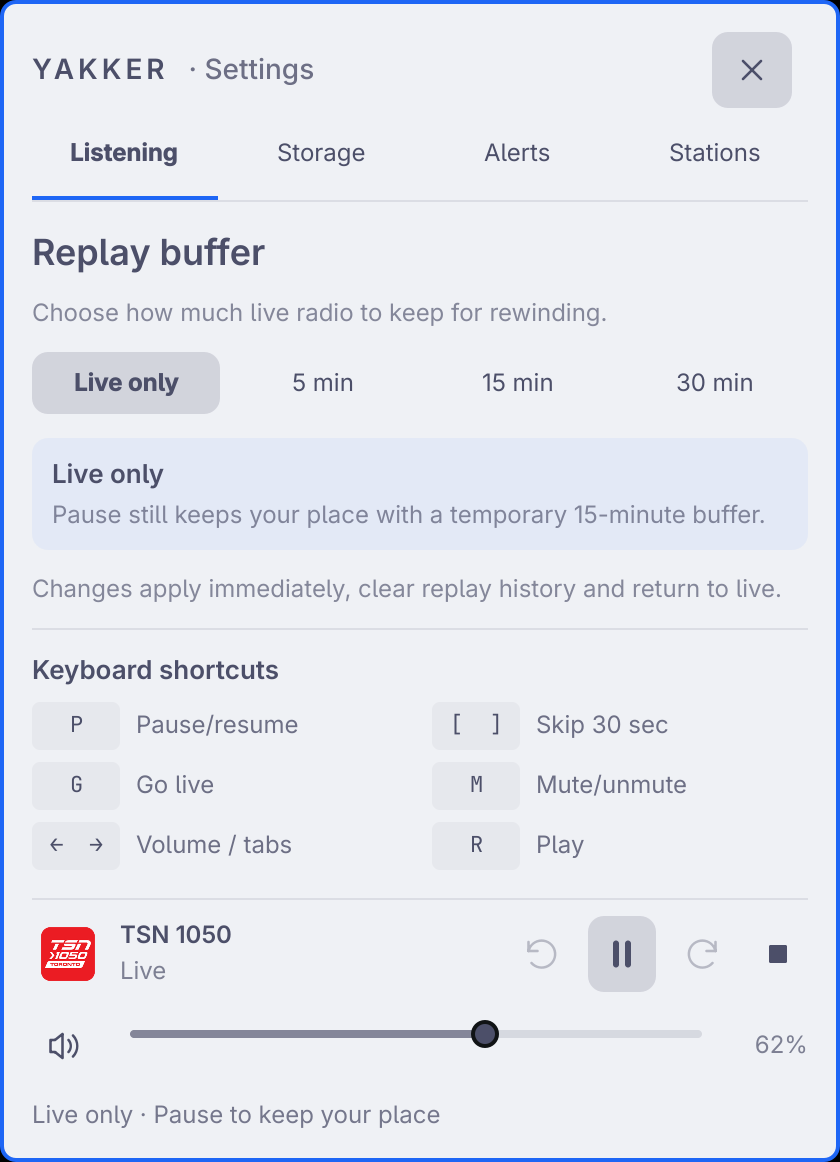 YAKKER · Settings
Listening Storage Alerts Stations
Replay buffer
Choose how much live radio to keep for rewinding.
Live only 5 min 15 min 30 min
Live only
Pause still keeps your place with a temporary 15-minute buffer.
Changes apply immediately, clear replay history and return to live.
Keyboard shortcuts
P Pause/resume [ ] Skip 30 sec
G Go live M Mute/unmute
← → Volume / tabs R Play
TSN
1050
TORONTO
TSN 1050
Live
62%
Live only · Pause to keep your place